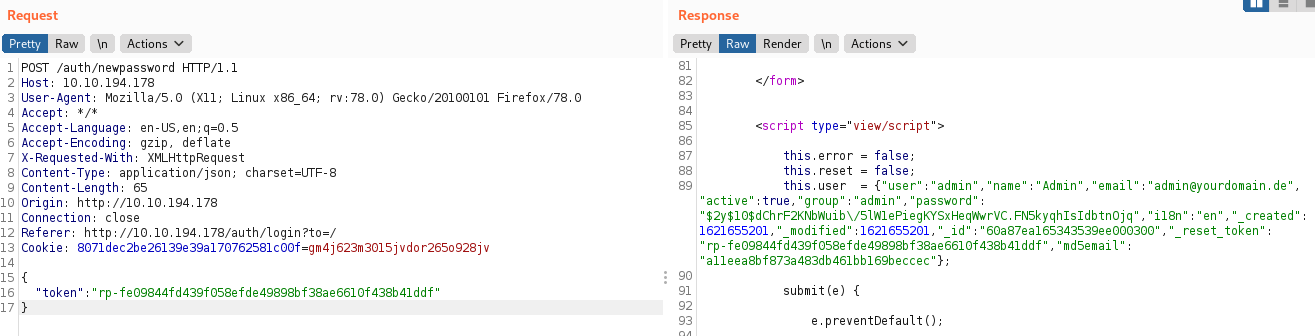 Request
Pretty Raw \n Actions
1 POST /auth/newpassword HTTP/1.1
2 Host: 10.10.194.178
3 User-Agent: Mozilla/5.0 (X11; Linux x86_64; rv:78.0) Gecko/20100101 Firefox/78.0
4 Accept: */*
5 Accept-Language: en-US,en;q=0.5
6 Accept-Encoding: gzip, deflate
7 X-Requested-With: XMLHttpRequest
8 Content-Type: application/json; charset=UTF-8
9 Content-Length: 65
10 Origin: http://10.10.194.178
11 Connection: close
12 Referer: http://10.10.194.178/auth/login?to=/
13 Cookie: 8071dec2be26139e39a170762581c00f=gm4j623m3015jvdor265o928jv
14
15 {
16 "token":"rp-fe09844fd439f058efde49898bf38ae6610f438b41ddf"
17 }
Response
Pretty Raw Render \n Actions
81
82 </form>
83
84
85 <script type="view/script">
86
87 this.error = false;
88 this.reset = false;
89 this.user = {"user":"admin","name":"Admin","email":"admin@yourdomain.de",
"active":true,"group":"admin","password":
"$2y$10$dChrF2KNbWuib\/5lW1ePiegKYSxHeqWwrVC.FN5kyqhIsIdbtnOjq","i18n":"en","_created":
1621655201,"_modified":1621655201,"_id":"60a87ea165343539ee000300","_reset_token":
"rp-fe09844fd439f058efde49898bf38ae6610f438b41ddf","md5email":
"a11eea8bf873a483db461bb169beccec"};
90
91 submit(e) {
92
93 e.preventDefault();